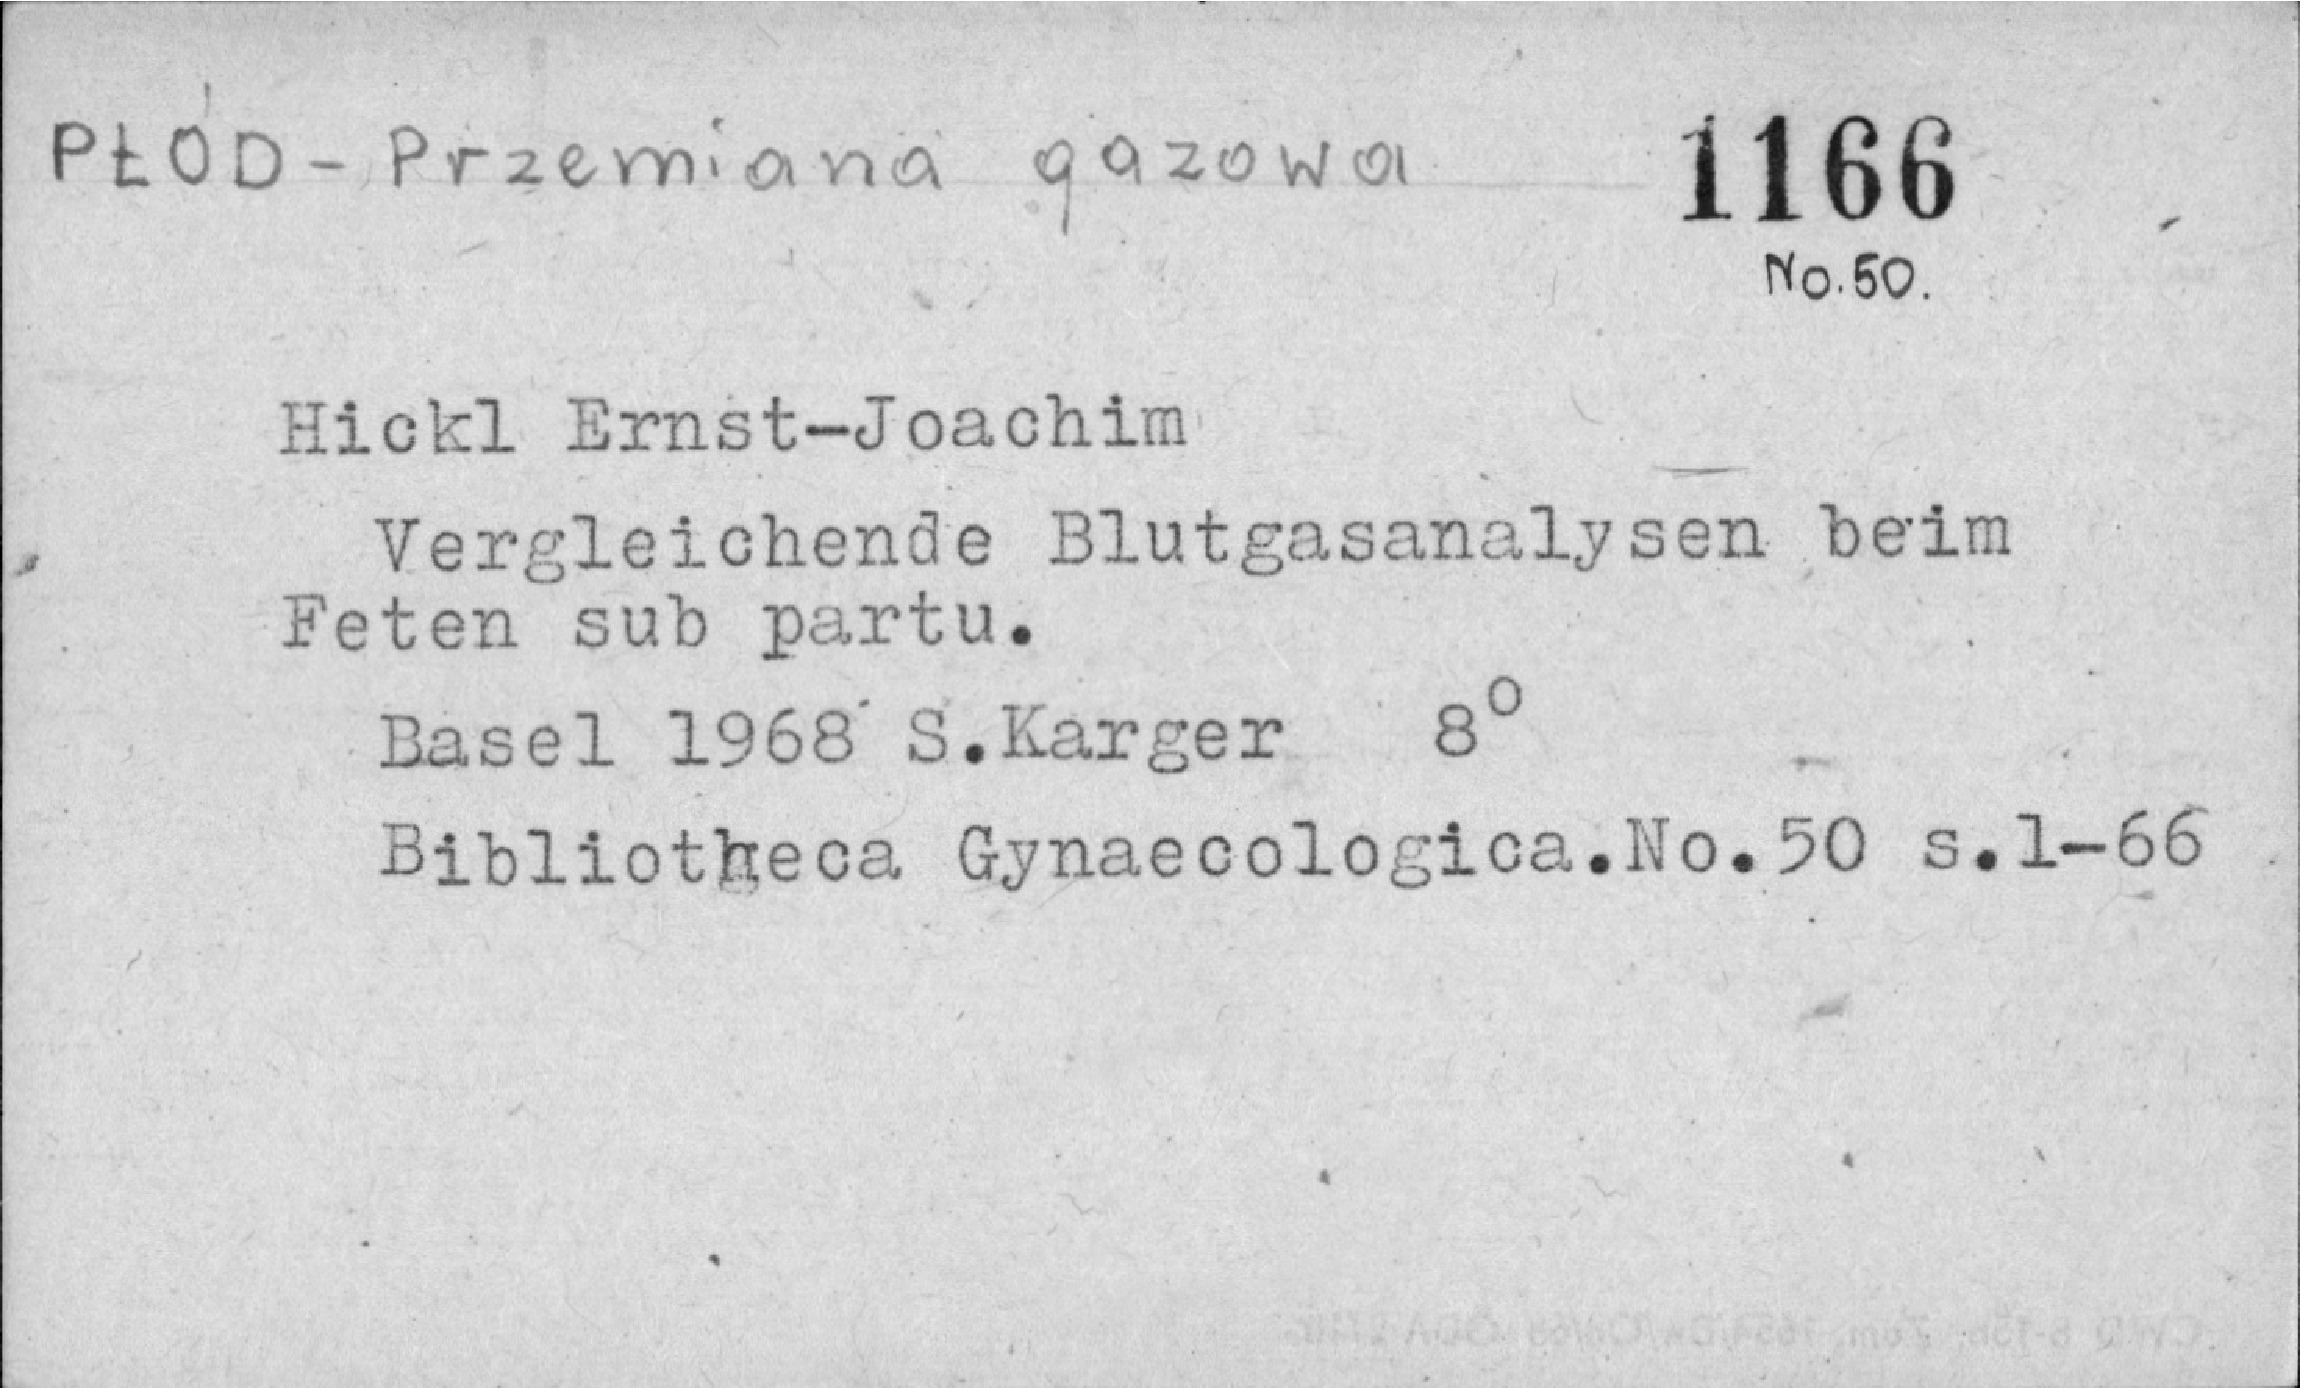 PŁÓD - Przemiana gazowa
1166
No. 50.
Hickl Ernst-Joachim
Vergleichende Blutgasanalysen beim
Feten sub partu.
Basel 1968 S.Karger 8°
Bibliotheca Gynaecologica.No.50 s.1-66